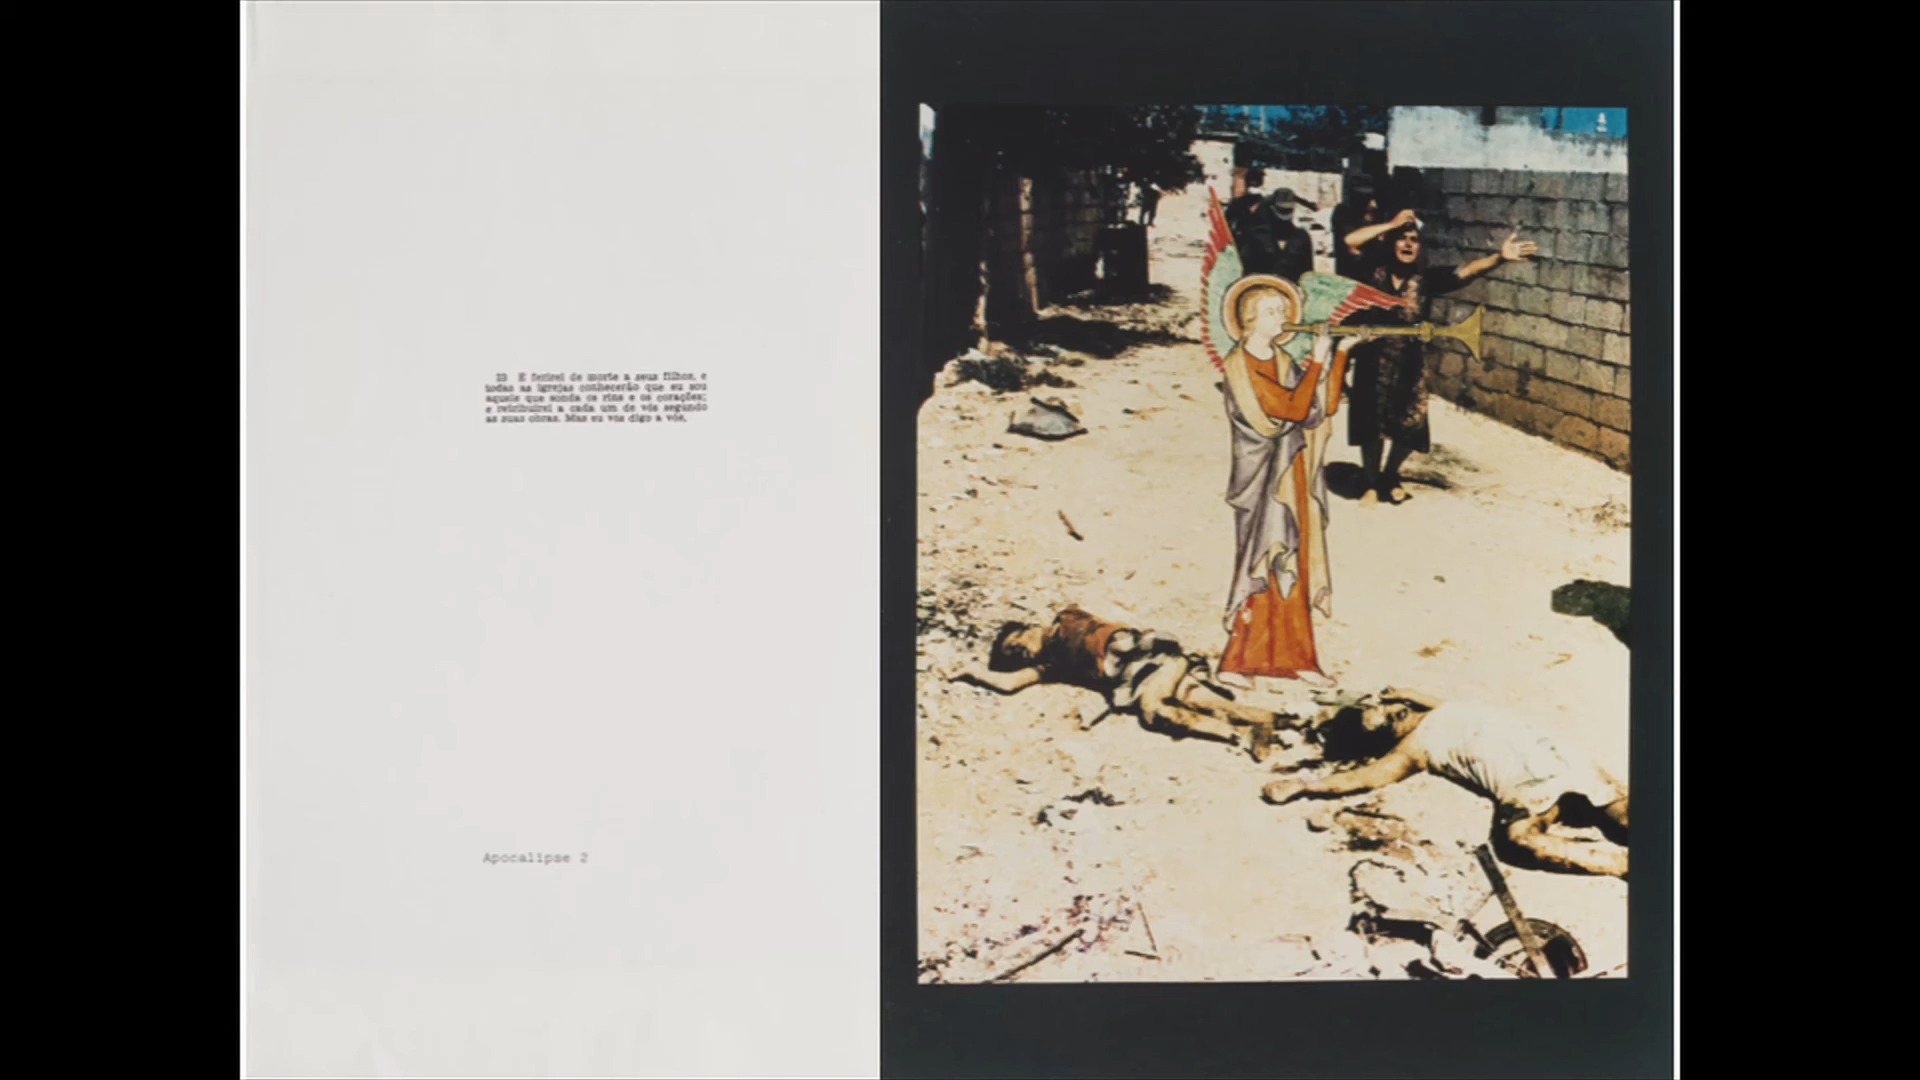 23 E ferirei de morte a seus filhos, e
todas as igrejas conhecerão que eu sou
aquele que sonda os rins e os corações;
e retribuirei a cada um de vós segundo
as suas obras. Mas eu vos digo a vós,
Apocalipse 2